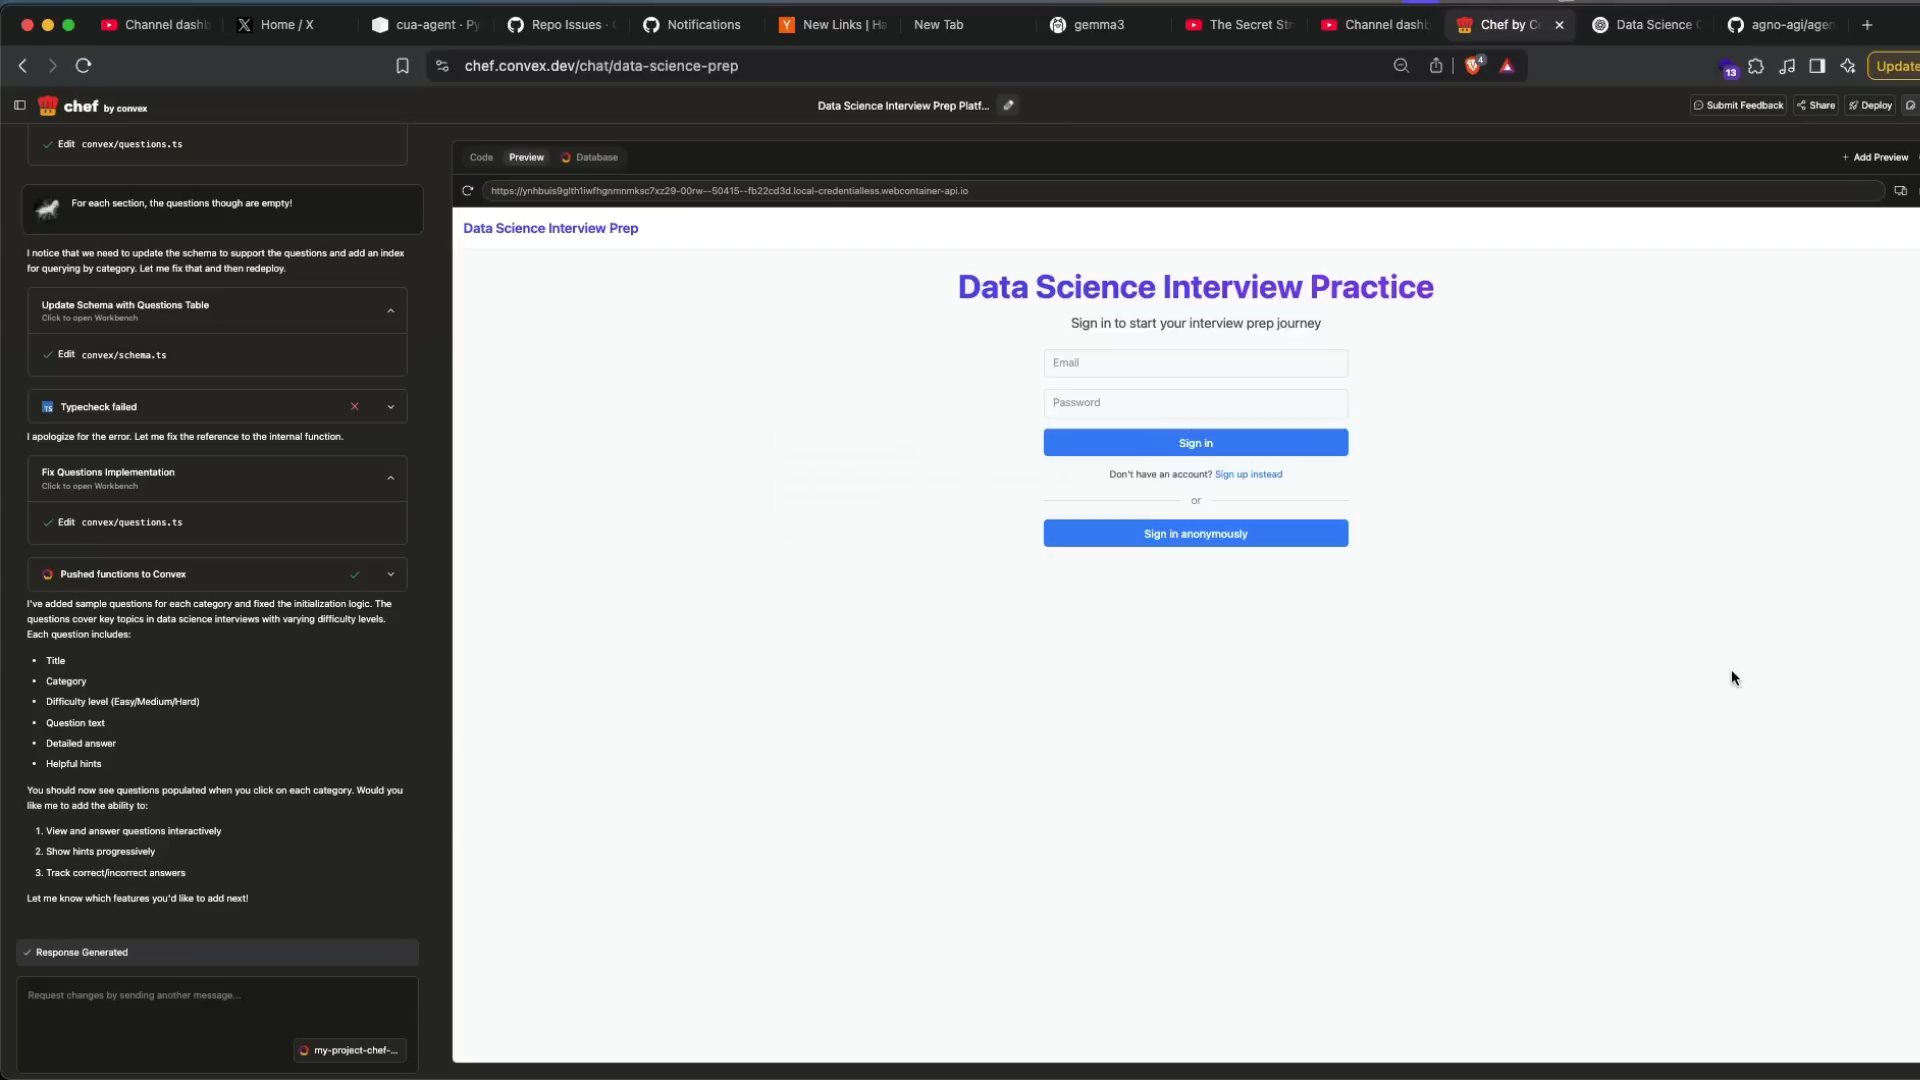 Channel dashb
Home / X
cua-agent · Py
Repo Issues ·
Notifications
New Links | Ha
New Tab
gemma3
The Secret Str
Channel dashb
Chef by C
Data Science
agno-agi/agen
chef.convex.dev/chat/data-science-prep
4
13
Update
chef by convex
Data Science Interview Prep Platf...
Submit Feedback
Share
Deploy
Edit convex/questions.ts
For each section, the questions though are empty!
I notice that we need to update the schema to support the questions and add an index
for querying by category. Let me fix that and then redeploy.
Update Schema with Questions Table
Click to open Workbench
Edit convex/schema.ts
TS Typecheck failed
I apologize for the error. Let me fix the reference to the internal function.
Fix Questions Implementation
Click to open Workbench
Edit convex/questions.ts
Pushed functions to Convex
I've added sample questions for each category and fixed the initialization logic. The
questions cover key topics in data science interviews with varying difficulty levels.
Each question includes:
• Title
• Category
• Difficulty level (Easy/Medium/Hard)
• Question text
• Detailed answer
• Helpful hints
You should now see questions populated when you click on each category. Would you
like me to add the ability to:
1. View and answer questions interactively
2. Show hints progressively
3. Track correct/incorrect answers
Let me know which features you'd like to add next!
Response Generated
Request changes by sending another message...
my-project-chef-...
Code
Preview
Database
+ Add Preview
Data Science Interview Prep
Data Science Interview Practice
Sign in to start your interview prep journey
Email
Password
Sign in
Don't have an account? Sign up instead
or
Sign in anonymously